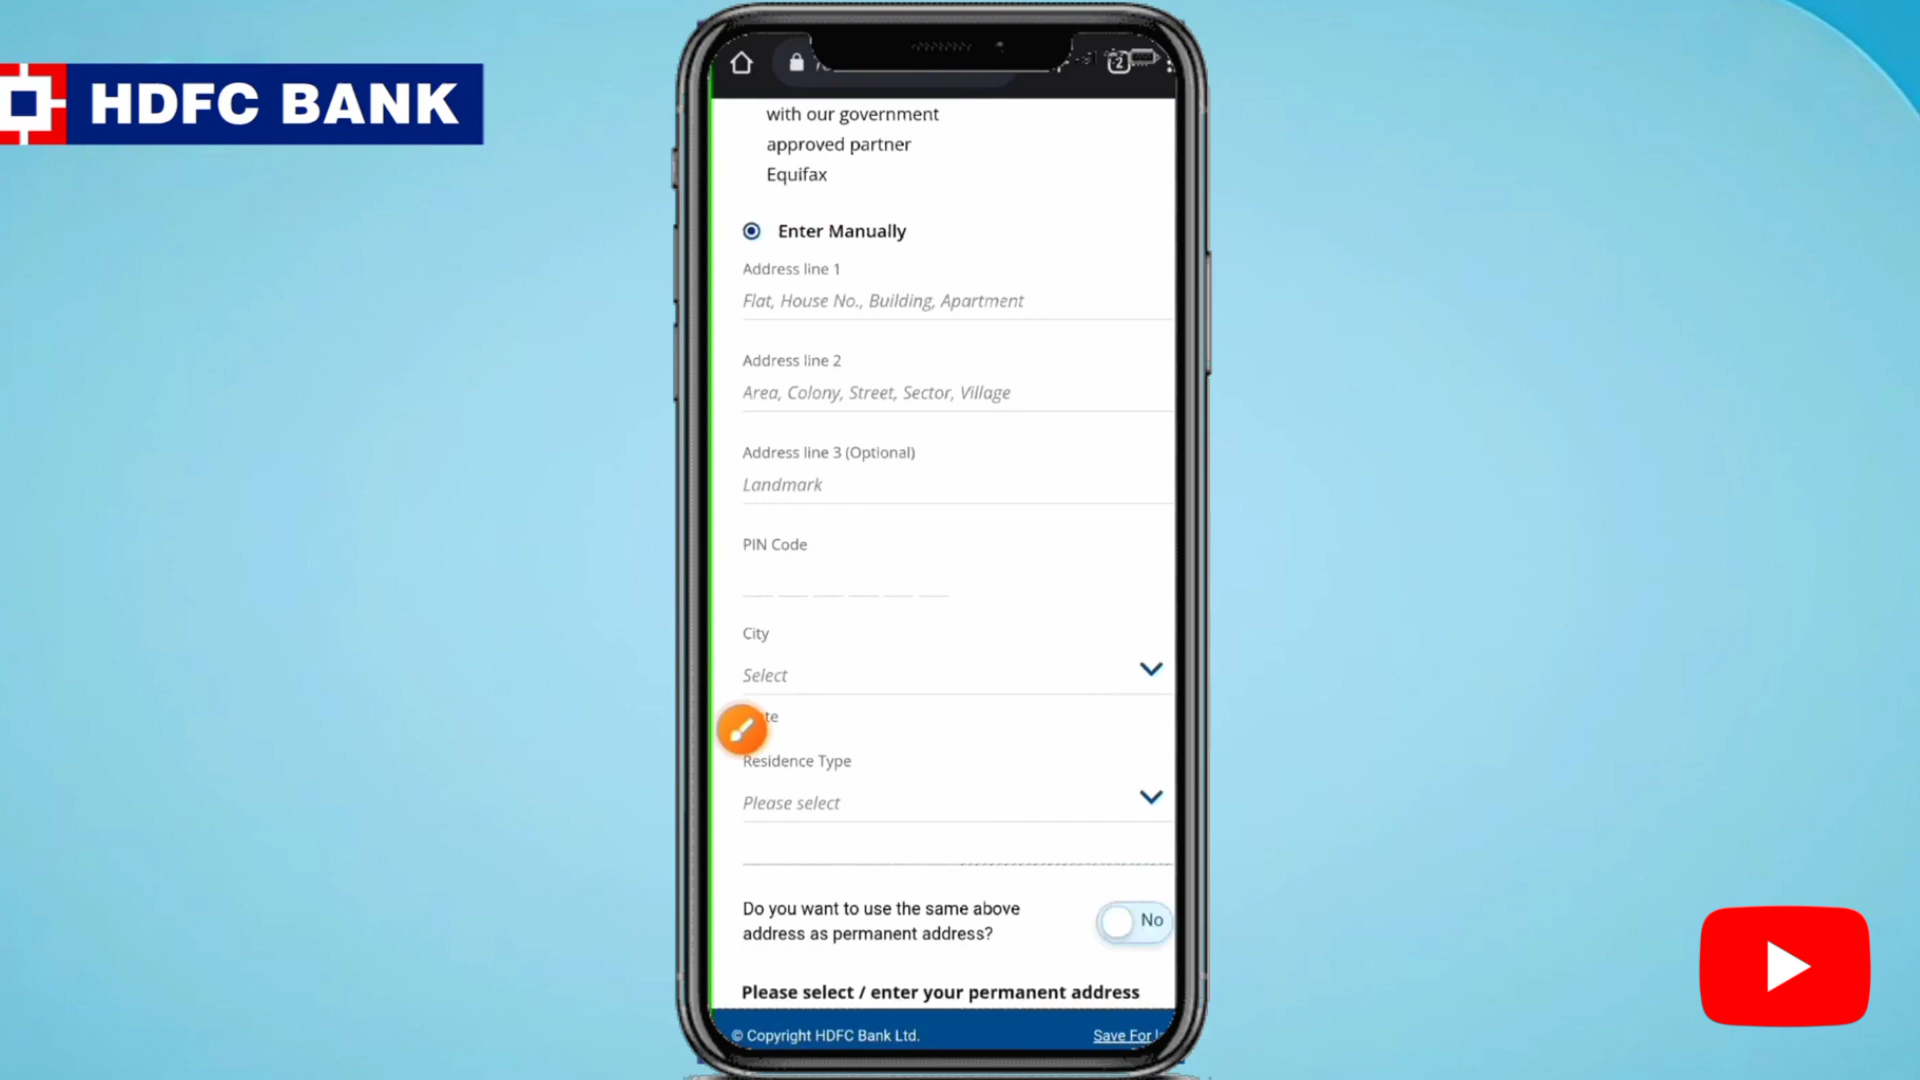 HDFC BANK
2
with our government
approved partner
Equifax
Enter Manually
Address line 1
Flat, House No., Building, Apartment
Address line 2
Area, Colony, Street, Sector, Village
Address line 3 (Optional)
Landmark
PIN Code
City
Select
te
Residence Type
Please select
Do you want to use the same above
address as permanent address?
No
Please select / enter your permanent address
© Copyright HDFC Bank Ltd.
Save For l